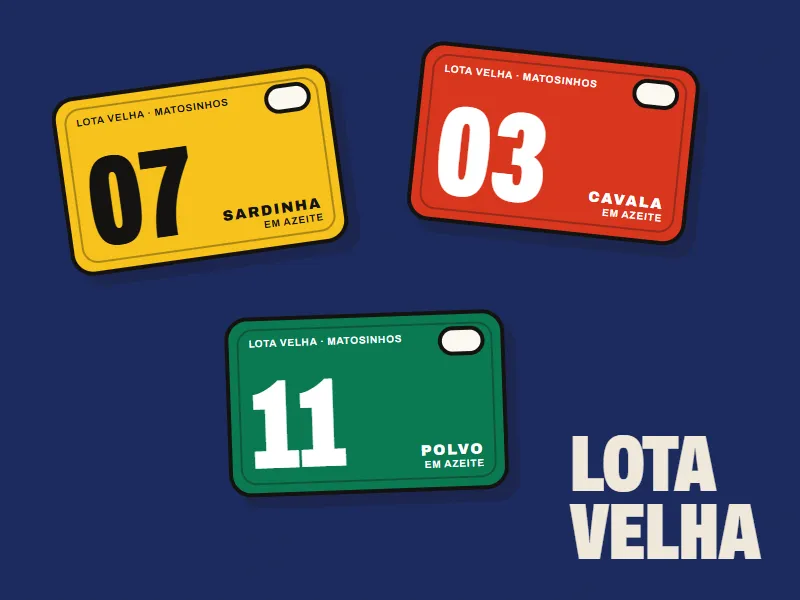 LOTA VELHA · MATOSINHOS
07
SARDINHA
EM AZEITE
LOTA VELHA · MATOSINHOS
03
CAVALA
EM AZEITE
LOTA VELHA · MATOSINHOS
11
POLVO
EM AZEITE
LOTA
VELHA